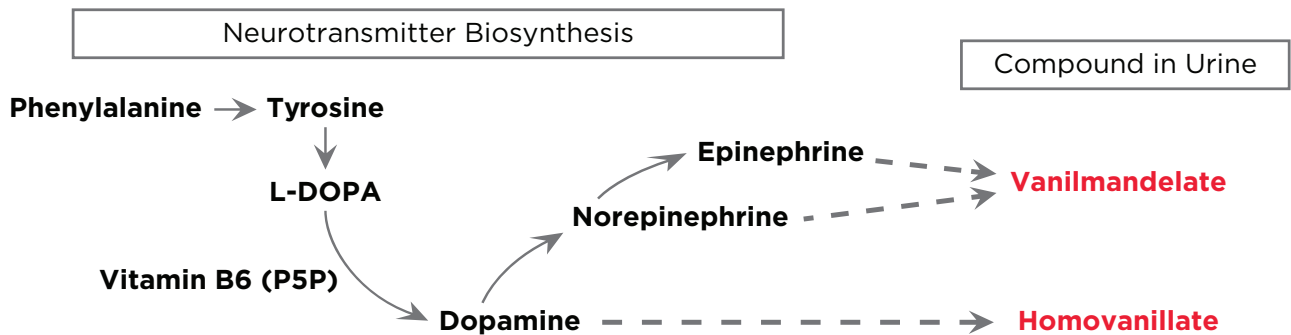 Neurotransmitter Biosynthesis
Compound in Urine
Phenylalanine
Tyrosine
Epinephrine
Vanilmandelate
L-DOPA
Norepinephrine
Vitamin B6 (P5P)
Dopamine
Homovanillate